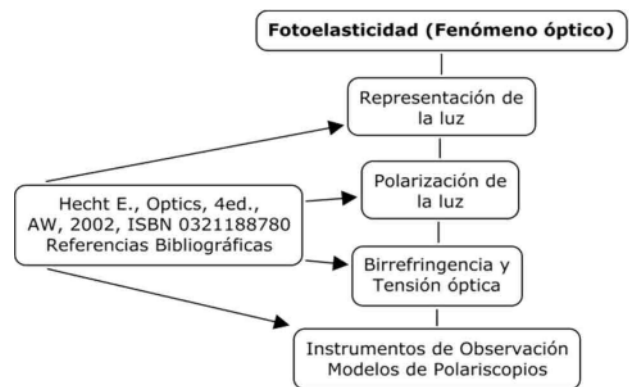 Fotoelasticidad (Fenómeno óptico)
Representación de
la luz
Polarización de
la luz
Hecht E., Optics, 4ed.,
AW, 2002, ISBN 0321188780
Referencias Bibliográficas
Birrefringencia y
Tensión óptica
Instrumentos de Observación
Modelos de Polariscopios